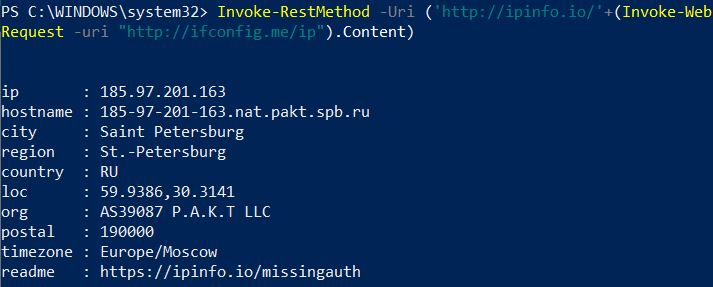 PS C:\WINDOWS\system32> Invoke-RestMethod -Uri ('http://ipinfo.io/'+(Invoke-Web
Request -uri "http://ifconfig.me/ip").Content)
ip       : 185.97.201.163
hostname : 185-97-201-163.nat.pakt.spb.ru
city     : Saint Petersburg
region   : St.-Petersburg
country  : RU
loc      : 59.9386,30.3141
org      : AS39087 P.A.K.T LLC
postal   : 190000
timezone : Europe/Moscow
readme   : https://ipinfo.io/missingauth